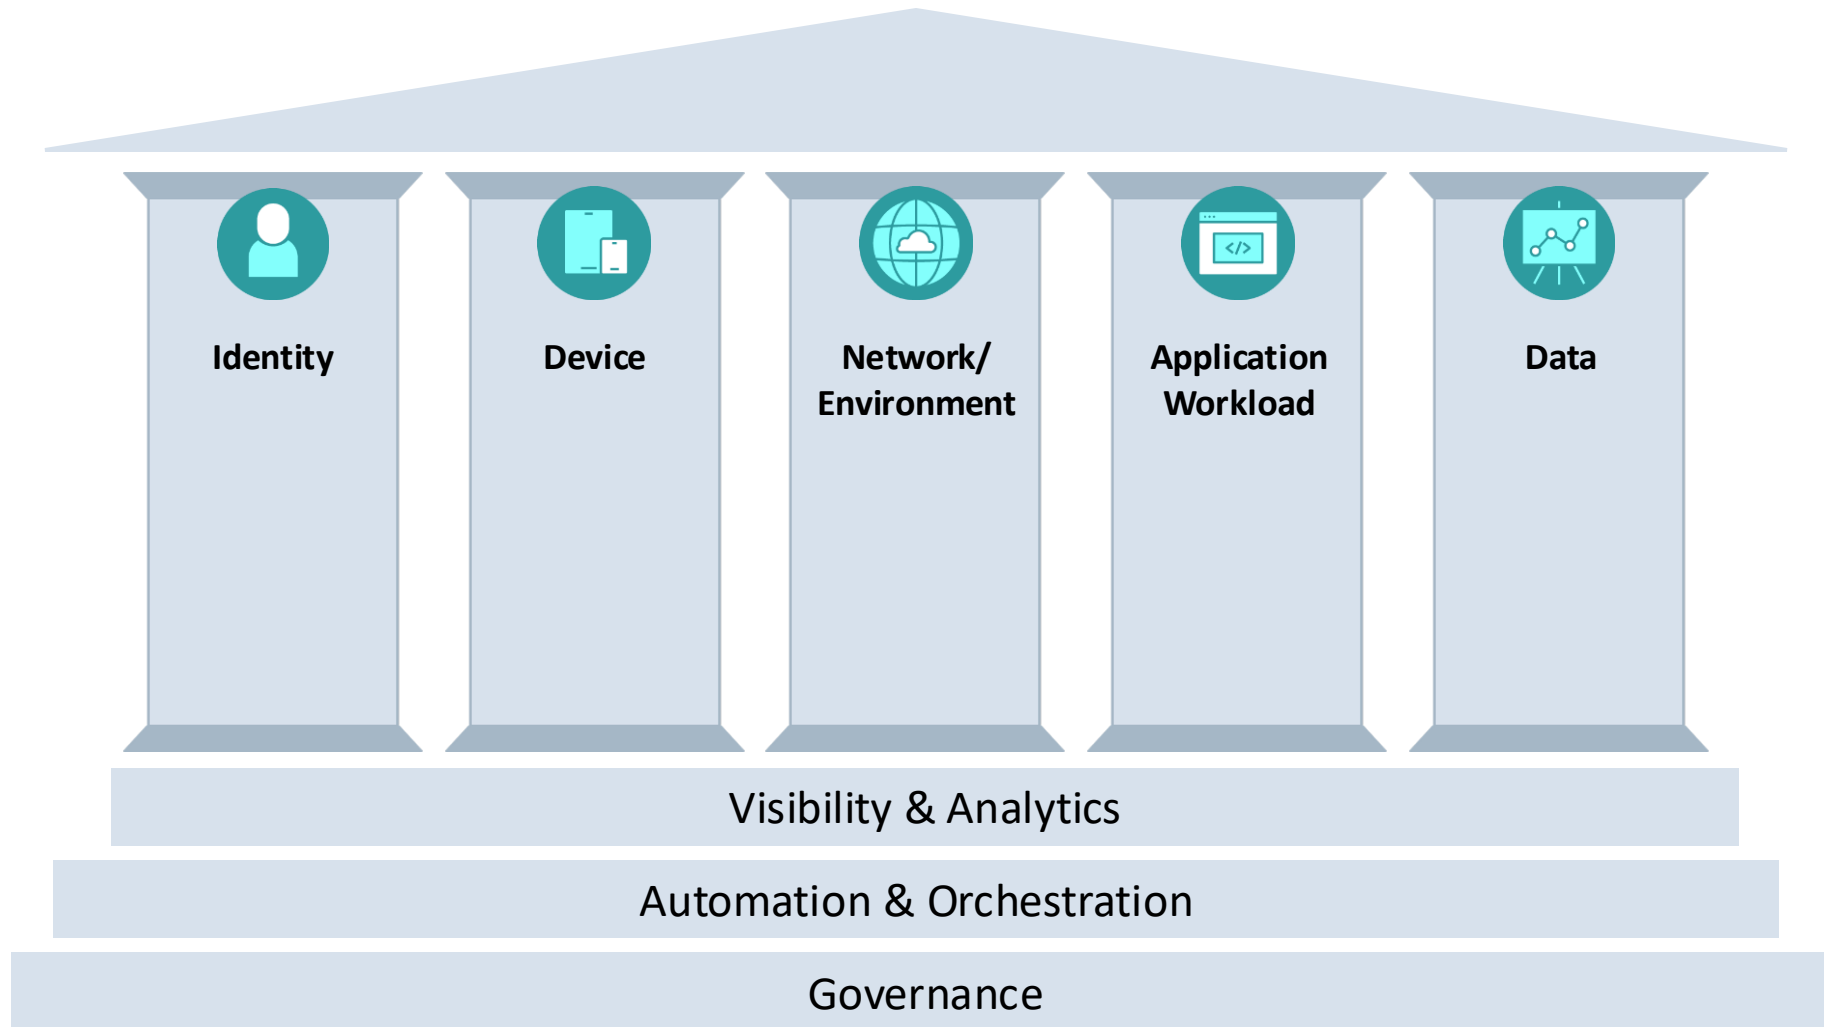 Identity
Device
Network/
Environment
Application
Workload
Data
</>
Visibility & Analytics
Automation & Orchestration
Governance